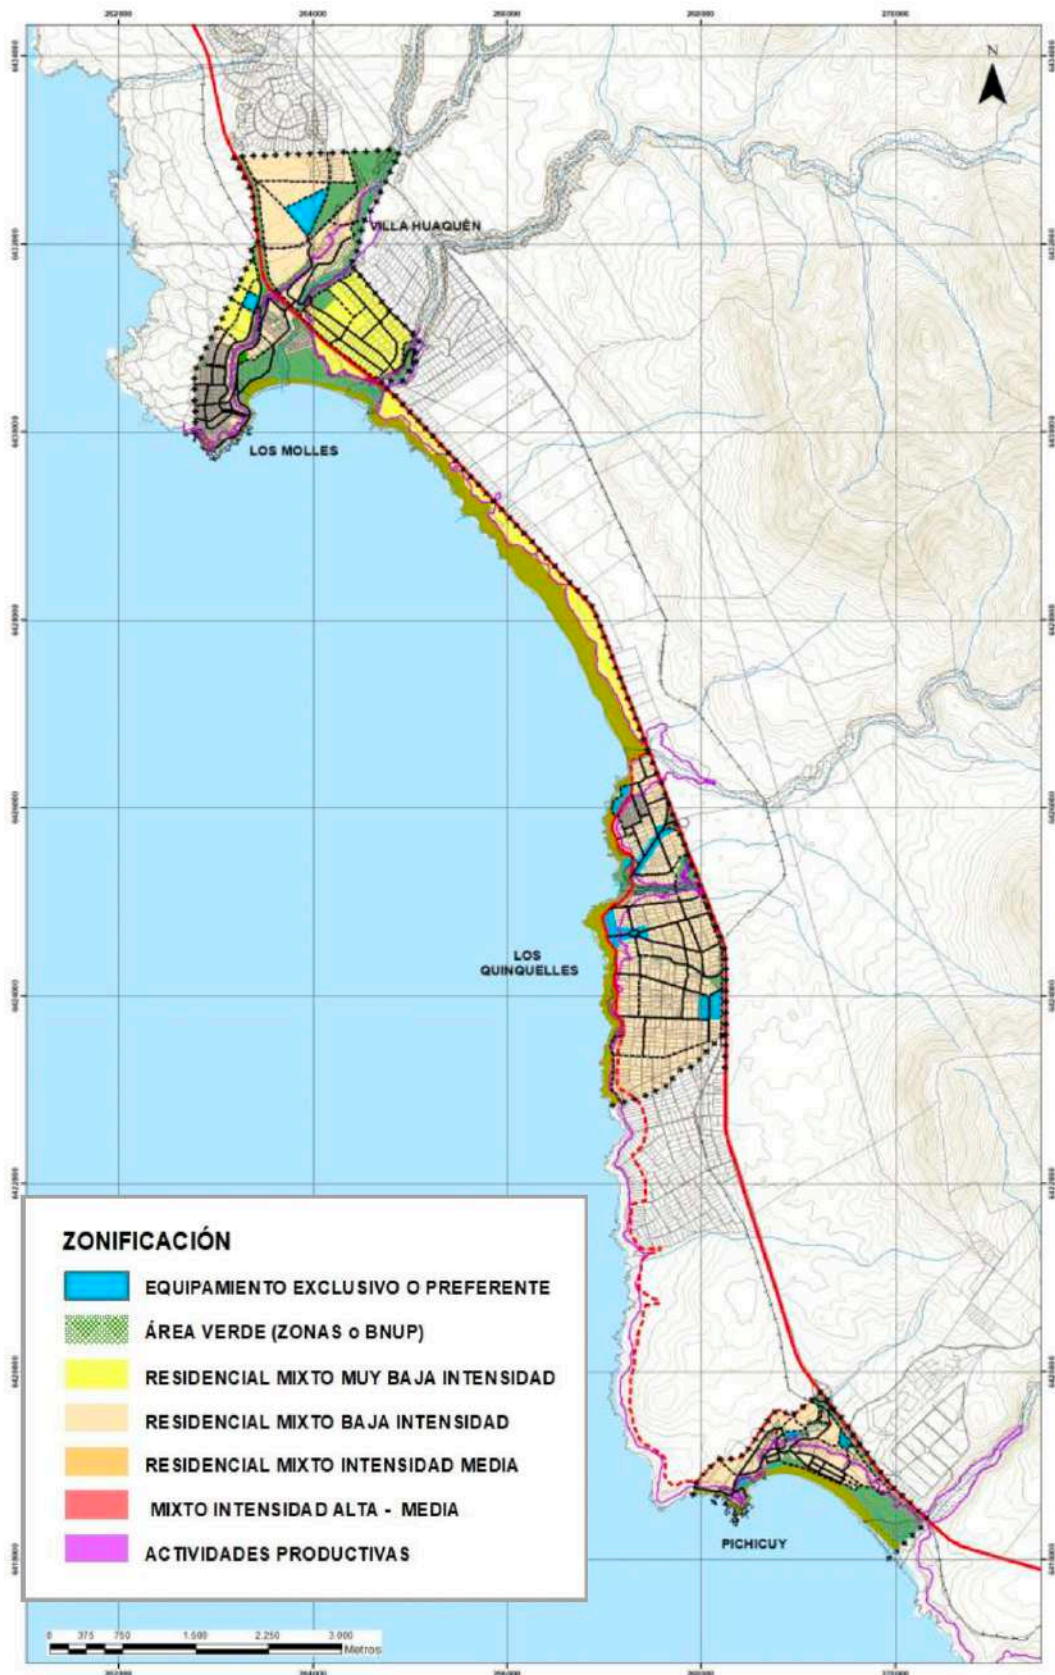 N
VILLA HUAQUÉN
LOS MOLLES
LOS
QUINQUELLES
PICHICUY
ZONIFICACIÓN
EQUIPAMIENTO EXCLUSIVO O PREFERENTE
ÁREA VERDE (ZONAS o BNUP)
RESIDENCIAL MIXTO MUY BAJA INTENSIDAD
RESIDENCIAL MIXTO BAJA INTENSIDAD
RESIDENCIAL MIXTO INTENSIDAD MEDIA
MIXTO INTENSIDAD ALTA - MEDIA
ACTIVIDADES PRODUCTIVAS
0 375 750 1.500 2.250 3.000
Metros